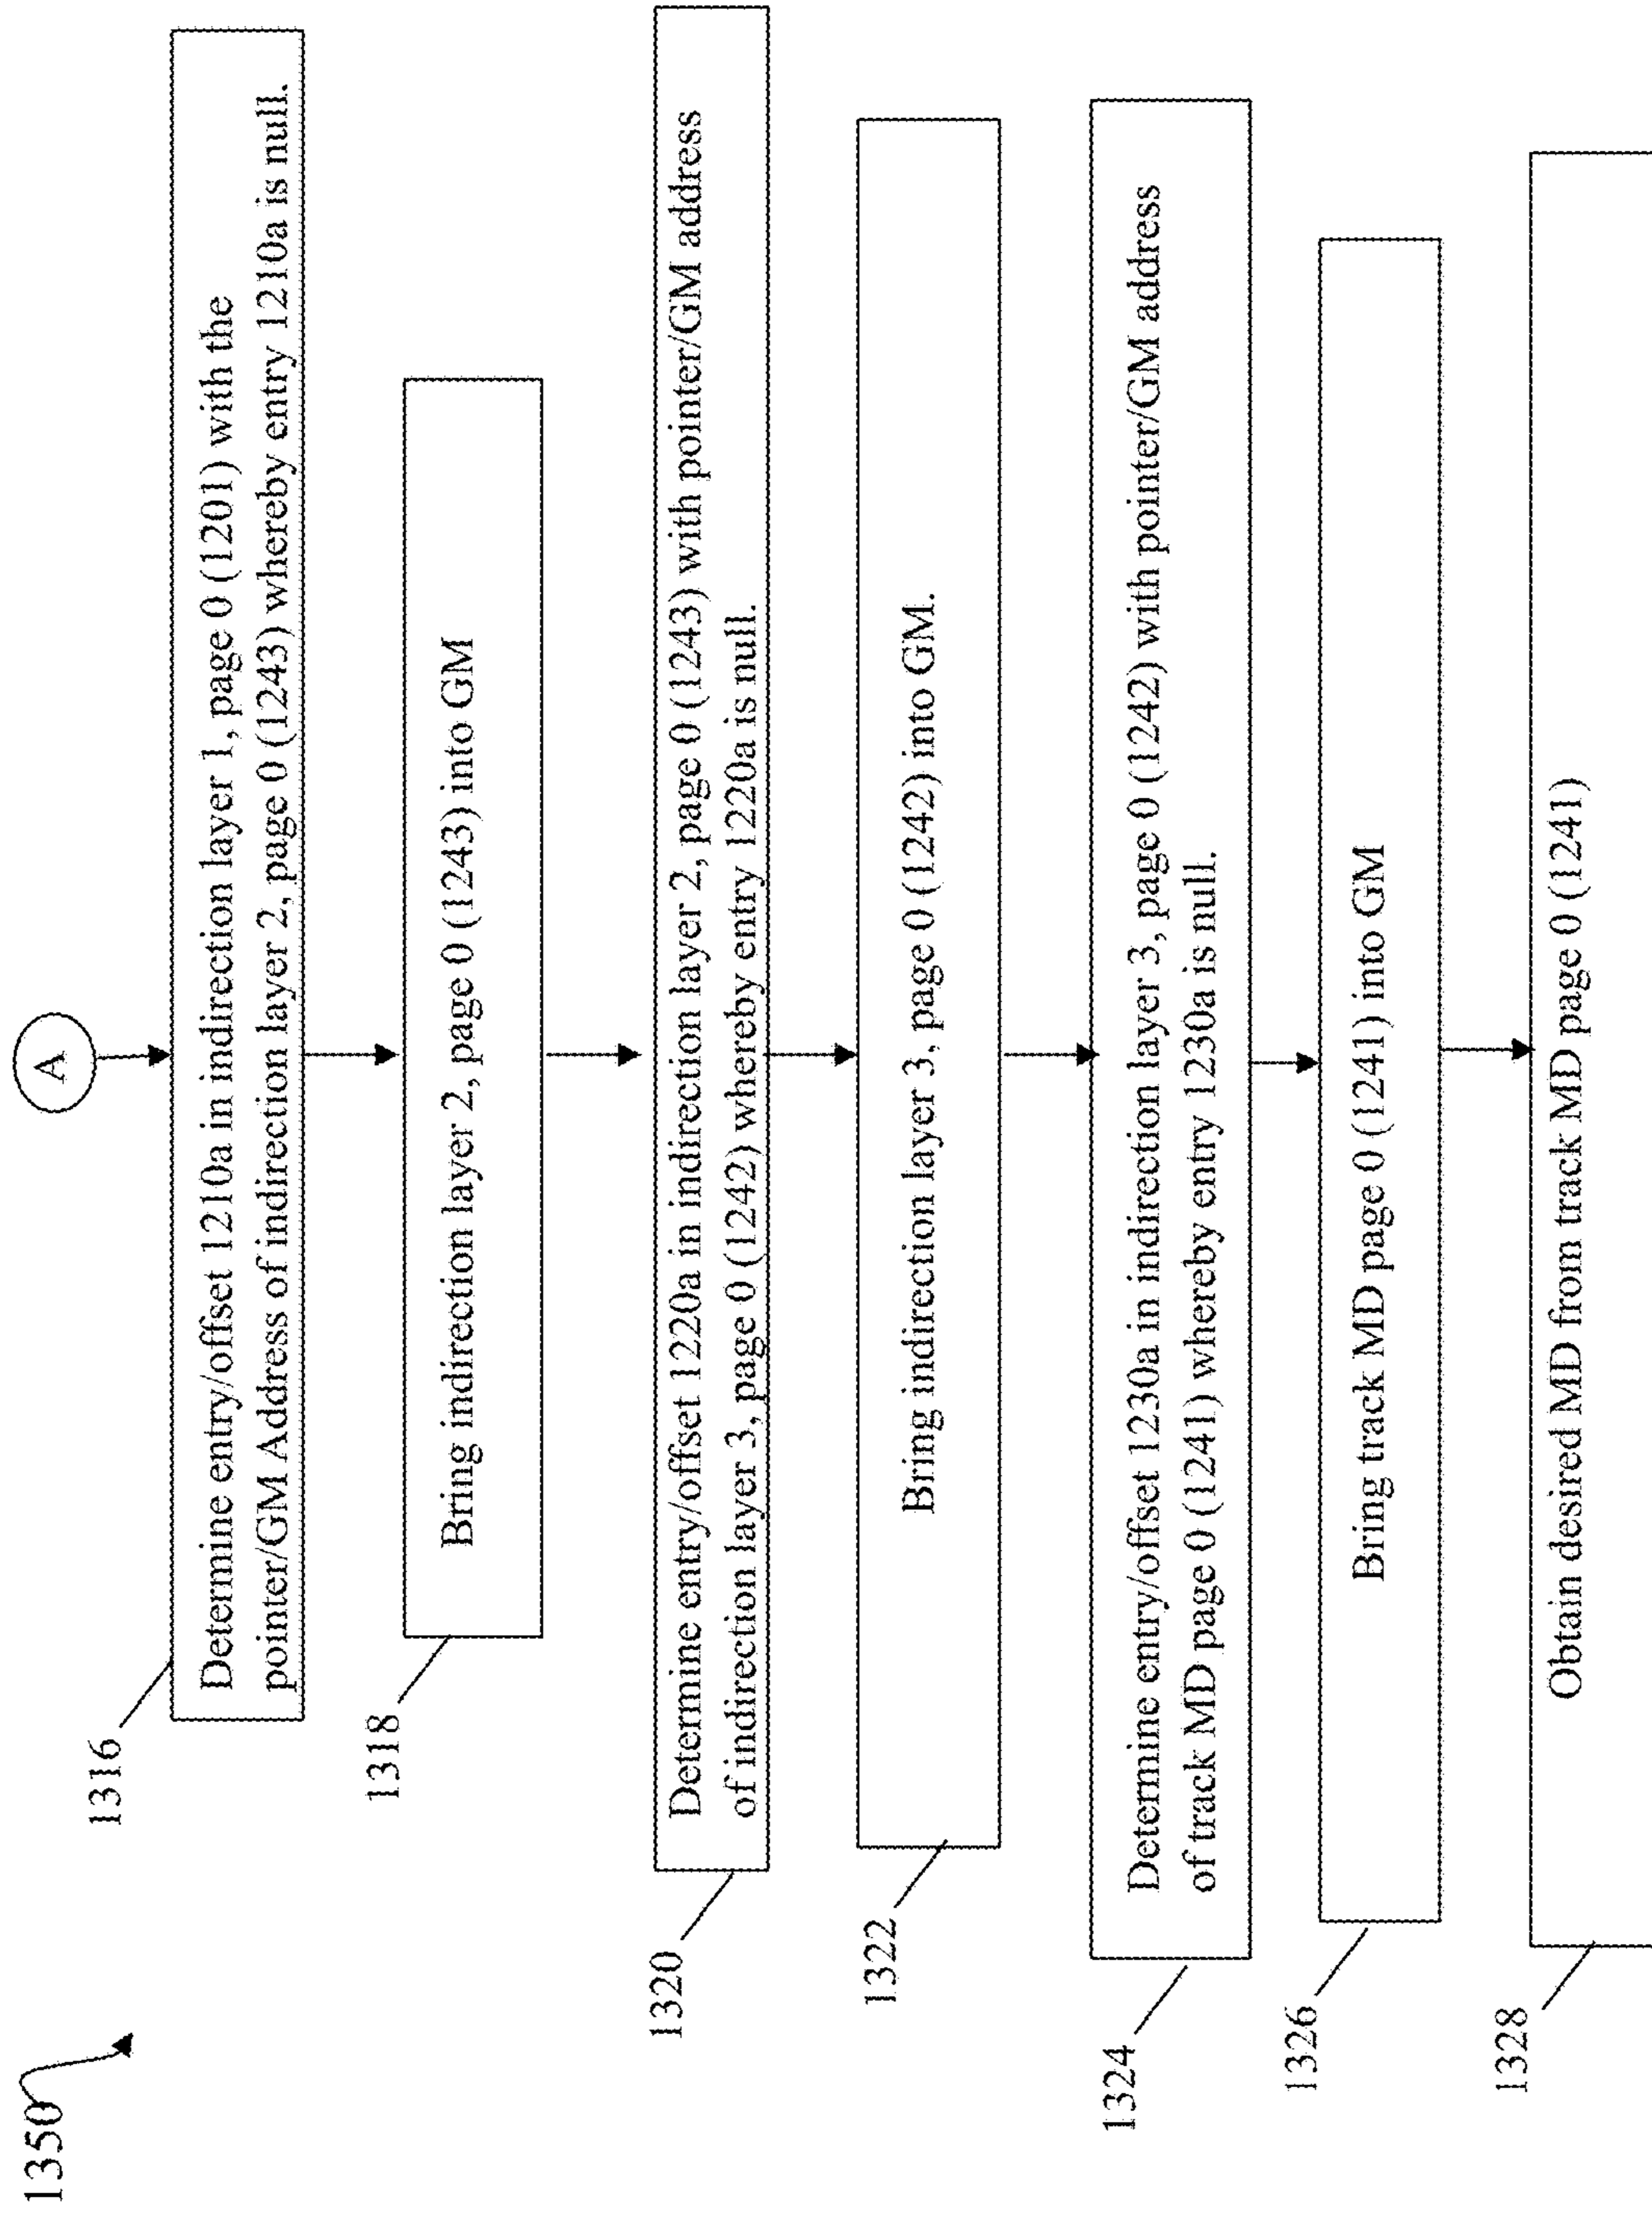 1350
A
1316
Determine entry/offset 1210a in indirection layer 1, page 0 (1201) with the
pointer/GM Address of indirection layer 2, page 0 (1243) whereby entry 1210a is null.
1318
Bring indirection layer 2, page 0 (1243) into GM
1320
Determine entry/offset 1220a in indirection layer 2, page 0 (1243) with pointer/GM address
of indirection layer 3, page 0 (1242) whereby entry 1220a is null.
1322
Bring indirection layer 3, page 0 (1242) into GM.
1324
Determine entry/offset 1230a in indirection layer 3, page 0 (1242) with pointer/GM address
of track MD page 0 (1241) whereby entry 1230a is null.
1326
Bring track MD page 0 (1241) into GM
1328
Obtain desired MD from track MD page 0 (1241)